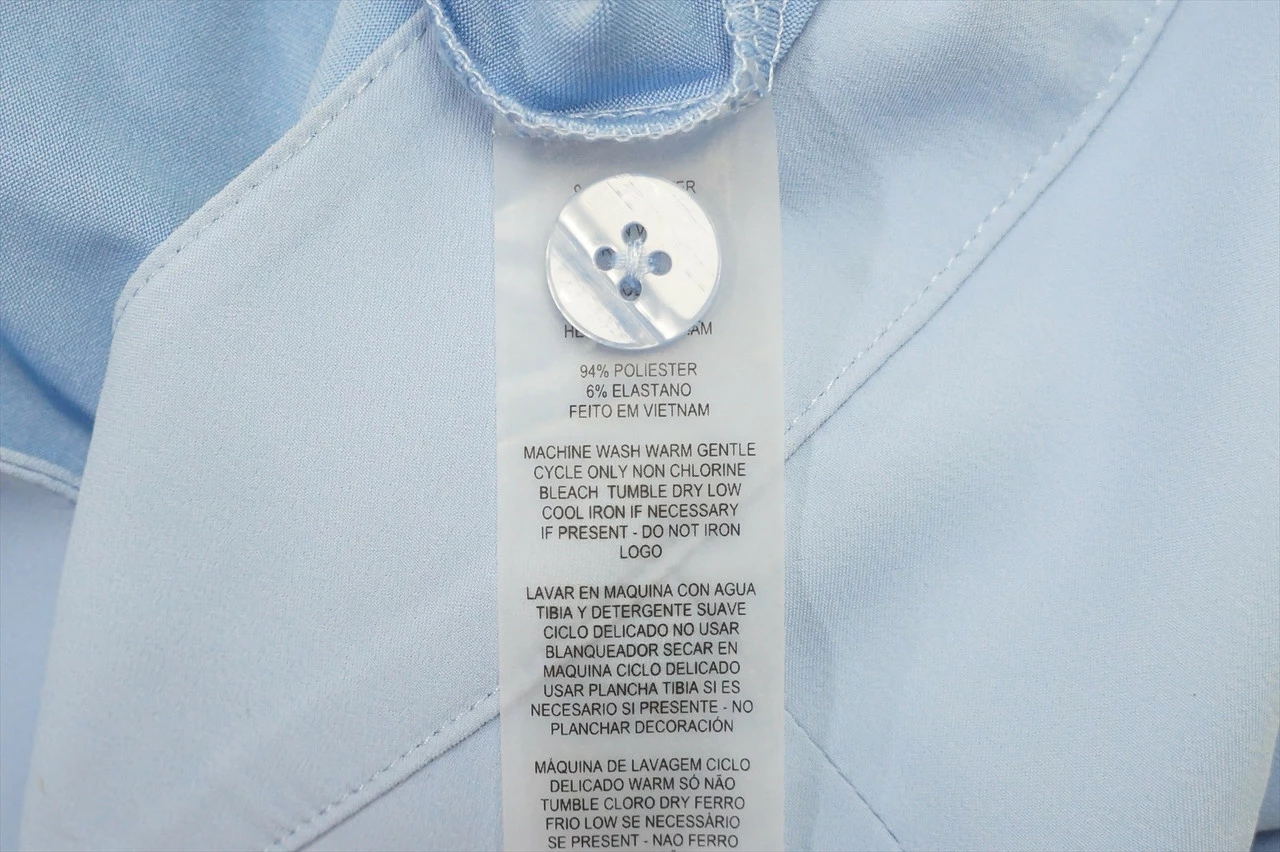 94% POLIESTER
6% ELASTANO
FEITO EM VIETNAM
MACHINE WASH WARM GENTLE
CYCLE ONLY NON CHLORINE
BLEACH TUMBLE DRY LOW
COOL IRON IF NECESSARY
IF PRESENT - DO NOT IRON
LOGO
LAVAR EN MAQUINA CON AGUA
TIBIA Y DETERGENTE SUAVE
CICLO DELICADO NO USAR
BLANQUEADOR SECAR EN
MAQUINA CICLO DELICADO
USAR PLANCHA TIBIA SI ES
NECESARIO SI PRESENTE - NO
PLANCHAR DECORACIÓN
MÁQUINA DE LAVAGEM CICLO
DELICADO WARM SÓ NÃO
TUMBLE CLORO DRY FERRO
FRIO LOW SE NECESSÁRIO
SE PRESENT - NAO FERRO